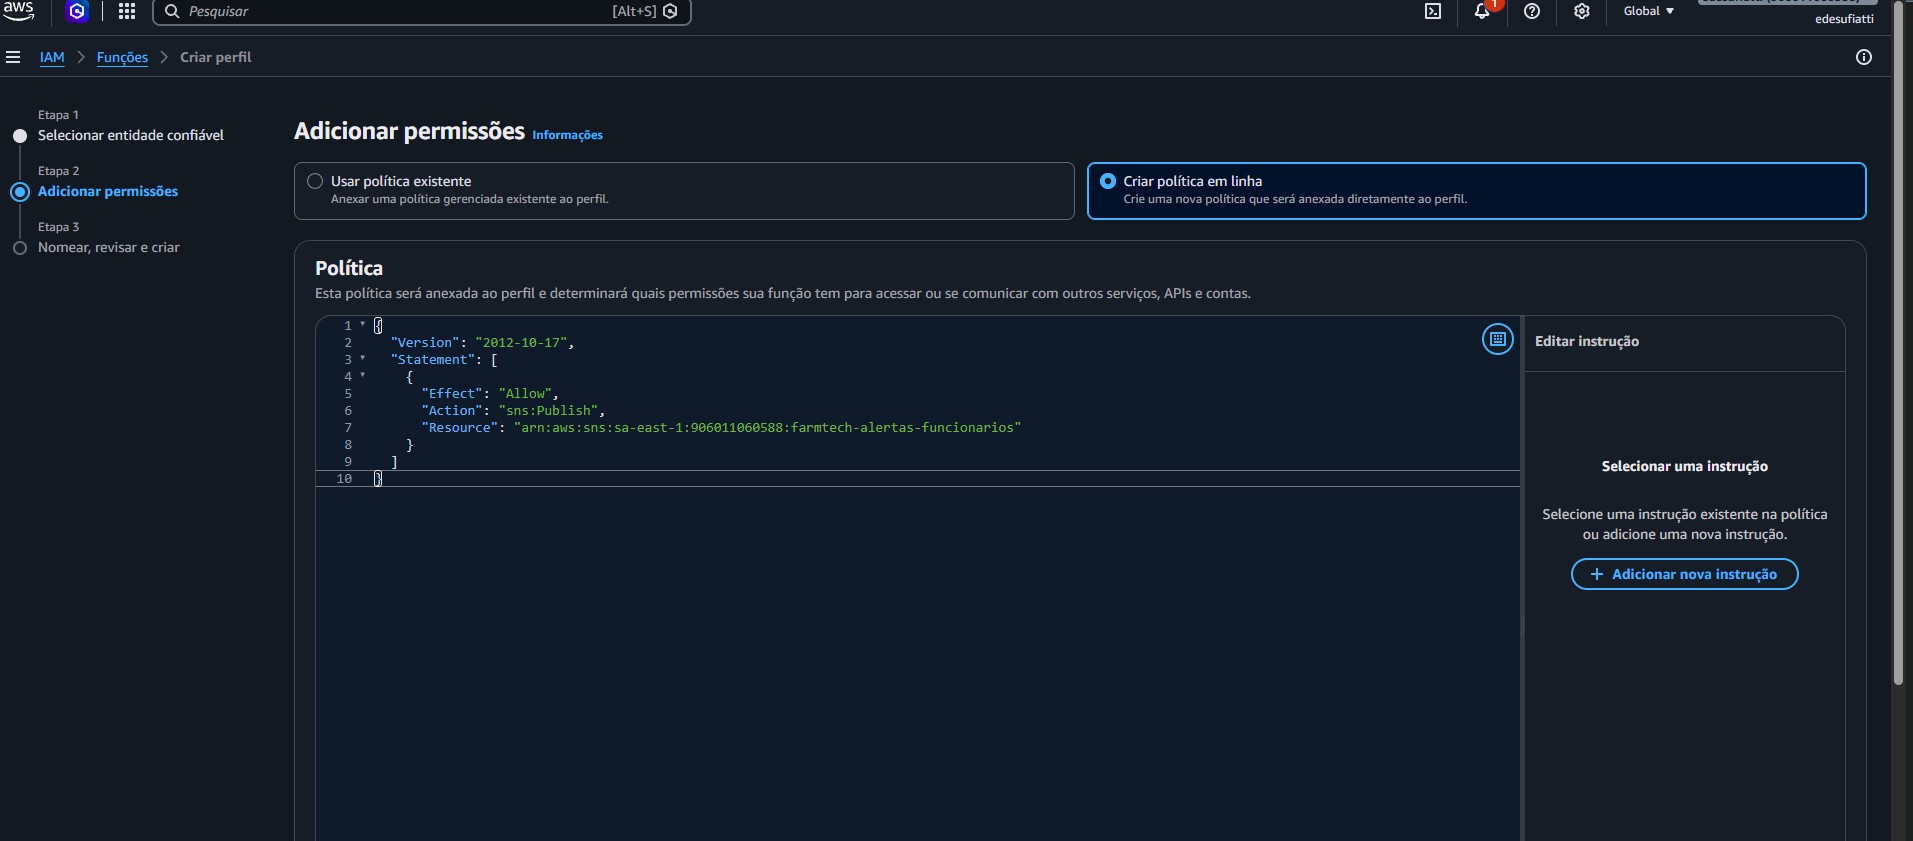 aws
Pesquisar
[Alt+S]
1
Global
edesufiatti
IAM
Funções
Criar perfil
Etapa 1
Selecionar entidade confiável
Etapa 2
Adicionar permissões
Etapa 3
Nomear, revisar e criar
Adicionar permissões Informações
Usar política existente
Anexar uma política gerenciada existente ao perfil.
Criar política em linha
Crie uma nova política que será anexada diretamente ao perfil.
Política
Esta política será anexada ao perfil e determinará quais permissões sua função tem para acessar ou se comunicar com outros serviços, APIs e contas.
1 {
2 "Version": "2012-10-17",
3 "Statement": [
4 {
5 "Effect": "Allow",
6 "Action": "sns:Publish",
7 "Resource": "arn:aws:sns:sa-east-1:906011060588:farmtech-alertas-funcionarios"
8 }
9 ]
10 }
Editar instrução
Selecionar uma instrução
Selecione uma instrução existente na política
ou adicione uma nova instrução.
+ Adicionar nova instrução